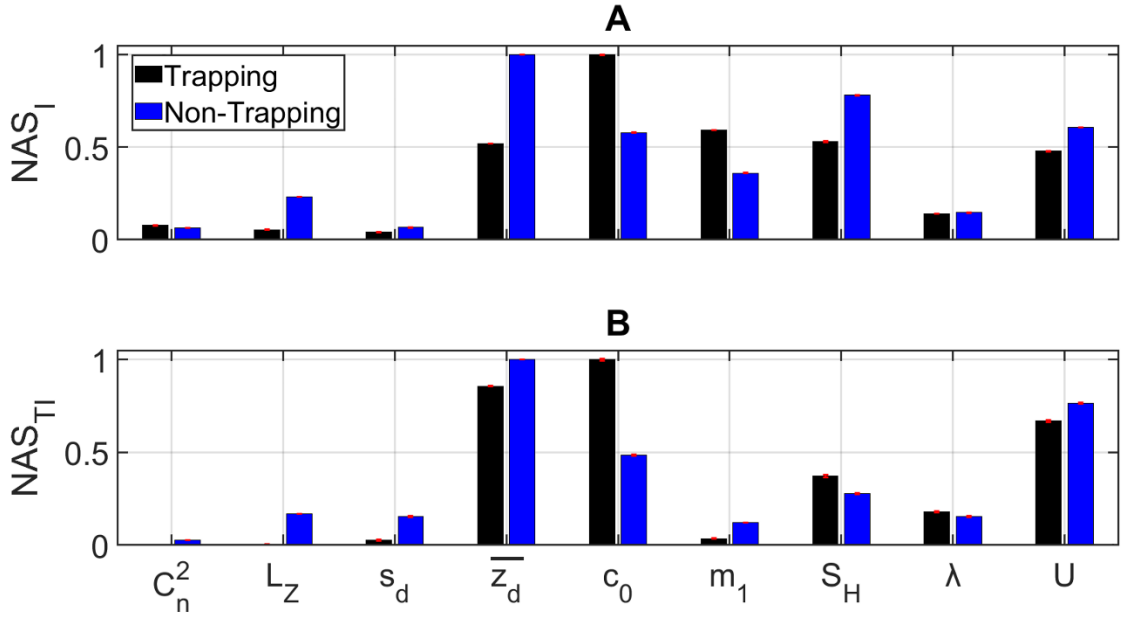 A
NAS_I
1
0.5
0
Trapping
Non-Trapping
B
NAS_TI
1
0.5
0
C_n^2 L_Z s_d \overline{z_d} c_0 m_1 S_H λ U